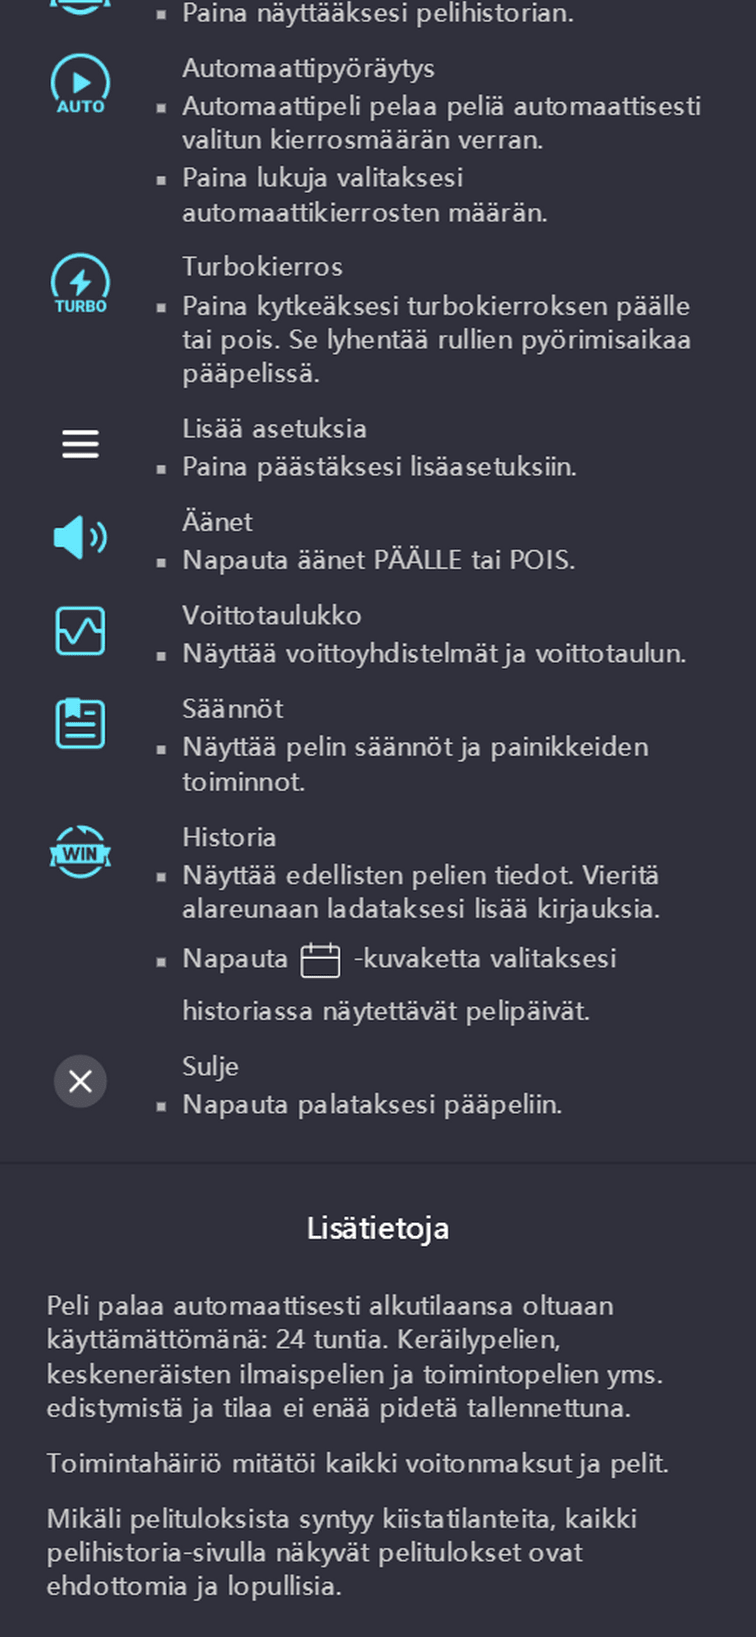 Paina näyttääksesi pelihistorian.
Automaattipyöräytys
AUTO
Automaattipeli pelaa peliä automaattisesti
valitun kierrosmäärän verran.
Paina lukuja valitaksesi
automaattikierrosten määrän.
Turbokierros
TURBO
Paina kytkeäksesi turbokierroksen päälle
tai pois. Se lyhentää rullien pyörimisaikaa
pääpelissä.
Lisää asetuksia
Paina päästäksesi lisäasetuksiin.
Äänet
Napauta äänet PÄÄLLE tai POIS.
Voittotaulukko
Näyttää voittoyhdistelmät ja voittotaulun.
Säännöt
Näyttää pelin säännöt ja painikkeiden
toiminnot.
Historia
WIN
Näyttää edellisten pelien tiedot. Vieritä
alareunaan ladataksesi lisää kirjauksia.
Napauta -kuvaketta valitaksesi
historiassa näytettävät pelipäivät.
Sulje
Napauta palataksesi pääpeliin.
Lisätietoja
Peli palaa automaattisesti alkutilaansa oltuaan
käyttämättömänä: 24 tuntia. Keräilypelien,
keskeneräisten ilmaispelien ja toimintopelien yms.
edistymistä ja tilaa ei enää pidetä tallennettuna.
Toimintahäiriö mitätöi kaikki voitonmaksut ja pelit.
Mikäli pelituloksista syntyy kiistatilanteita, kaikki
pelihistoria-sivulla näkyvät pelitulokset ovat
ehdottomia ja lopullisia.